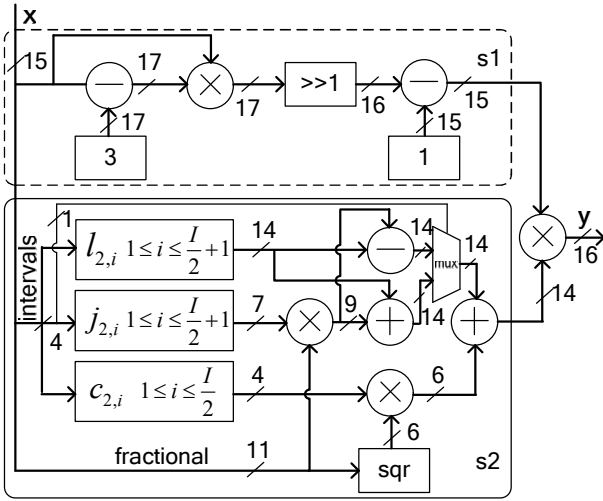 x
15
17
17
17
>>1
16
s1
15
3
15
1
1
intervals
l₂,ᵢ 1 ≤ i ≤ I/2 + 1
14
14
14
mux
14
y
16
j₂,ᵢ 1 ≤ i ≤ I/2 + 1
4
7
9
14
14
c₂,ᵢ 1 ≤ i ≤ I/2
4
6
6
fractional
11
sqr
s2